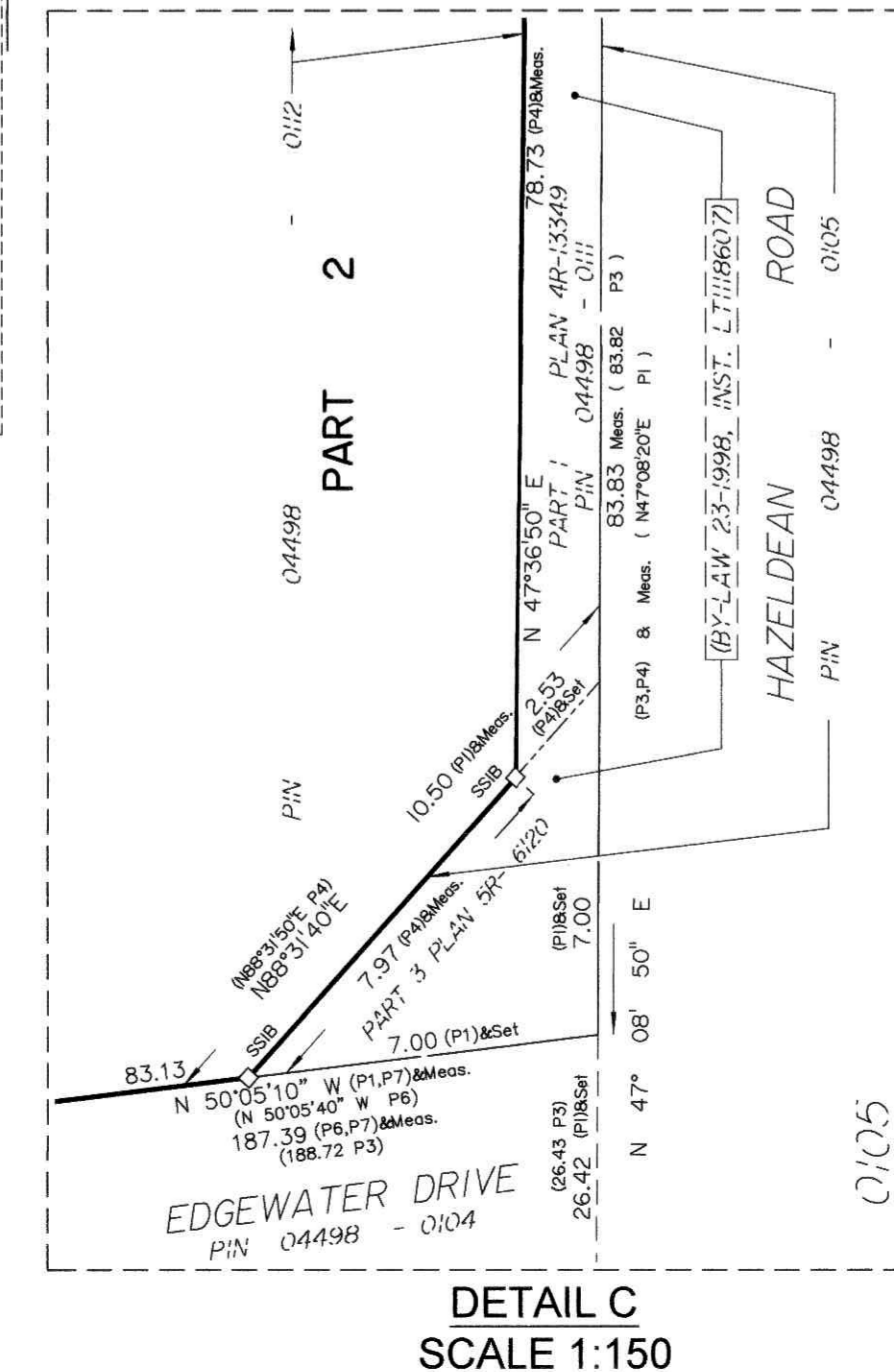 PIN 04498 - 0112
PART 2
78.73 (P4)&Meas.
N 47°36'50" E
PART 1 PLAN 4R-13349
PIN 04498 - 0111
83.83 Meas. ( 83.82 P3 )
(P3,P4) & Meas. ( N47°08'20"E P1 )
(BY-LAW 23-1998, INST. LT1118607)
HAZELDEAN ROAD
PIN 04498 - 0105
2.53
(P4)&Set
10.50 (P1)&Meas.
SSIB
(N88°31'50"E P4)
N88°31'40"E
7.97 (P4)&Meas.
PART 3 PLAN 5R- 6120
(P1)&Set
7.00
SSIB
7.00 (P1)&Set
83.13
N 50°05'10" W (P1,P7)&Meas.
(N 50°05'40" W P6)
187.39 (P6,P7)&Meas.
(188.72 P3)
(26.43 P3)
26.42 (P1)&Set
N 47° 08' 50" E
EDGEWATER DRIVE
PIN 04498 - 0104
0105
DETAIL C
SCALE 1:150